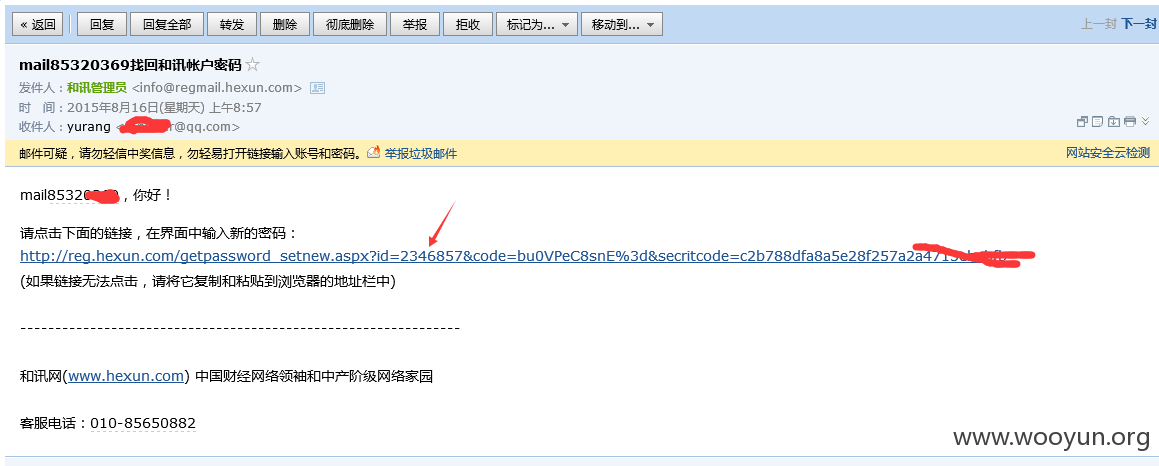 « 返回 回复 回复全部 转发 删除 彻底删除 举报 拒收 标记为... 移动到... 上一封 下一封
mail85320369找回和讯帐户密码
发件人：和讯管理员 <info@regmail.hexun.com>
时 间：2015年8月16日(星期天) 上午8:57
收件人：yurang @qq.com>
邮件可疑，请勿轻信中奖信息，勿轻易打开链接输入账号和密码。 举报垃圾邮件 网站安全云检测
mail85320，你好！
请点击下面的链接，在界面中输入新的密码：
http://reg.hexun.com/getpassword_setnew.aspx?id=2346857&code=bu0VPeC8snE%3d&secritcode=c2b788dfa8a5e28f257a2a
(如果链接无法点击，请将它复制和粘贴到浏览器的地址栏中)
----------------------------------------------------------------
和讯网(www.hexun.com) 中国财经网络领袖和中产阶级网络家园
客服电话：010-85650882
www.wooyun.org